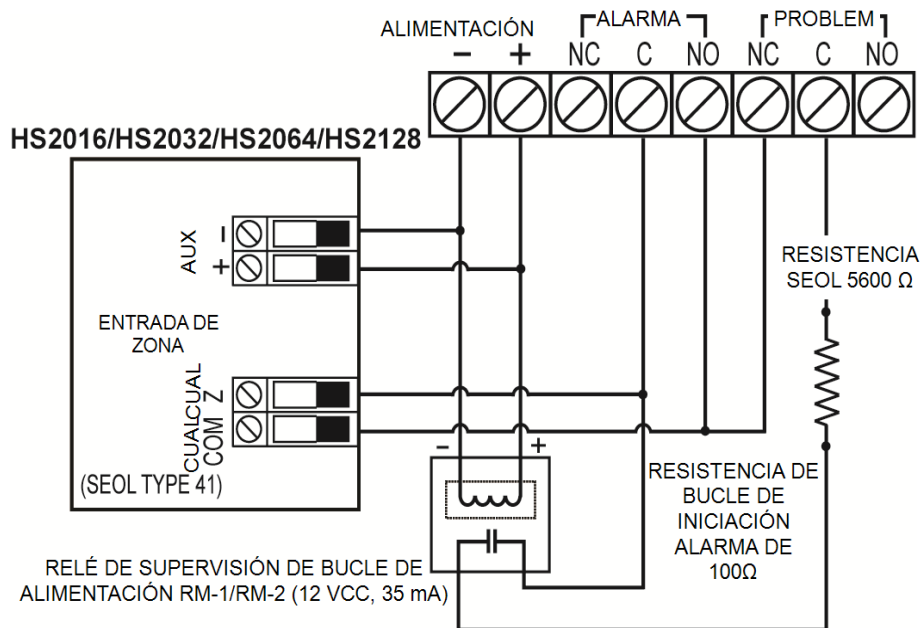 ALIMENTACIÓN
ALARMA
PROBLEM
− + NC C NO NC C NO
HS2016/HS2032/HS2064/HS2128
AUX
−
+
ENTRADA DE
ZONA
CUALCUAL
COM Z
(SEOL TYPE 41)
RESISTENCIA
SEOL 5600 Ω
− +
RESISTENCIA DE
BUCLE DE
INICIACIÓN
ALARMA DE
100Ω
RELÉ DE SUPERVISIÓN DE BUCLE DE
ALIMENTACIÓN RM-1/RM-2 (12 VCC, 35 mA)